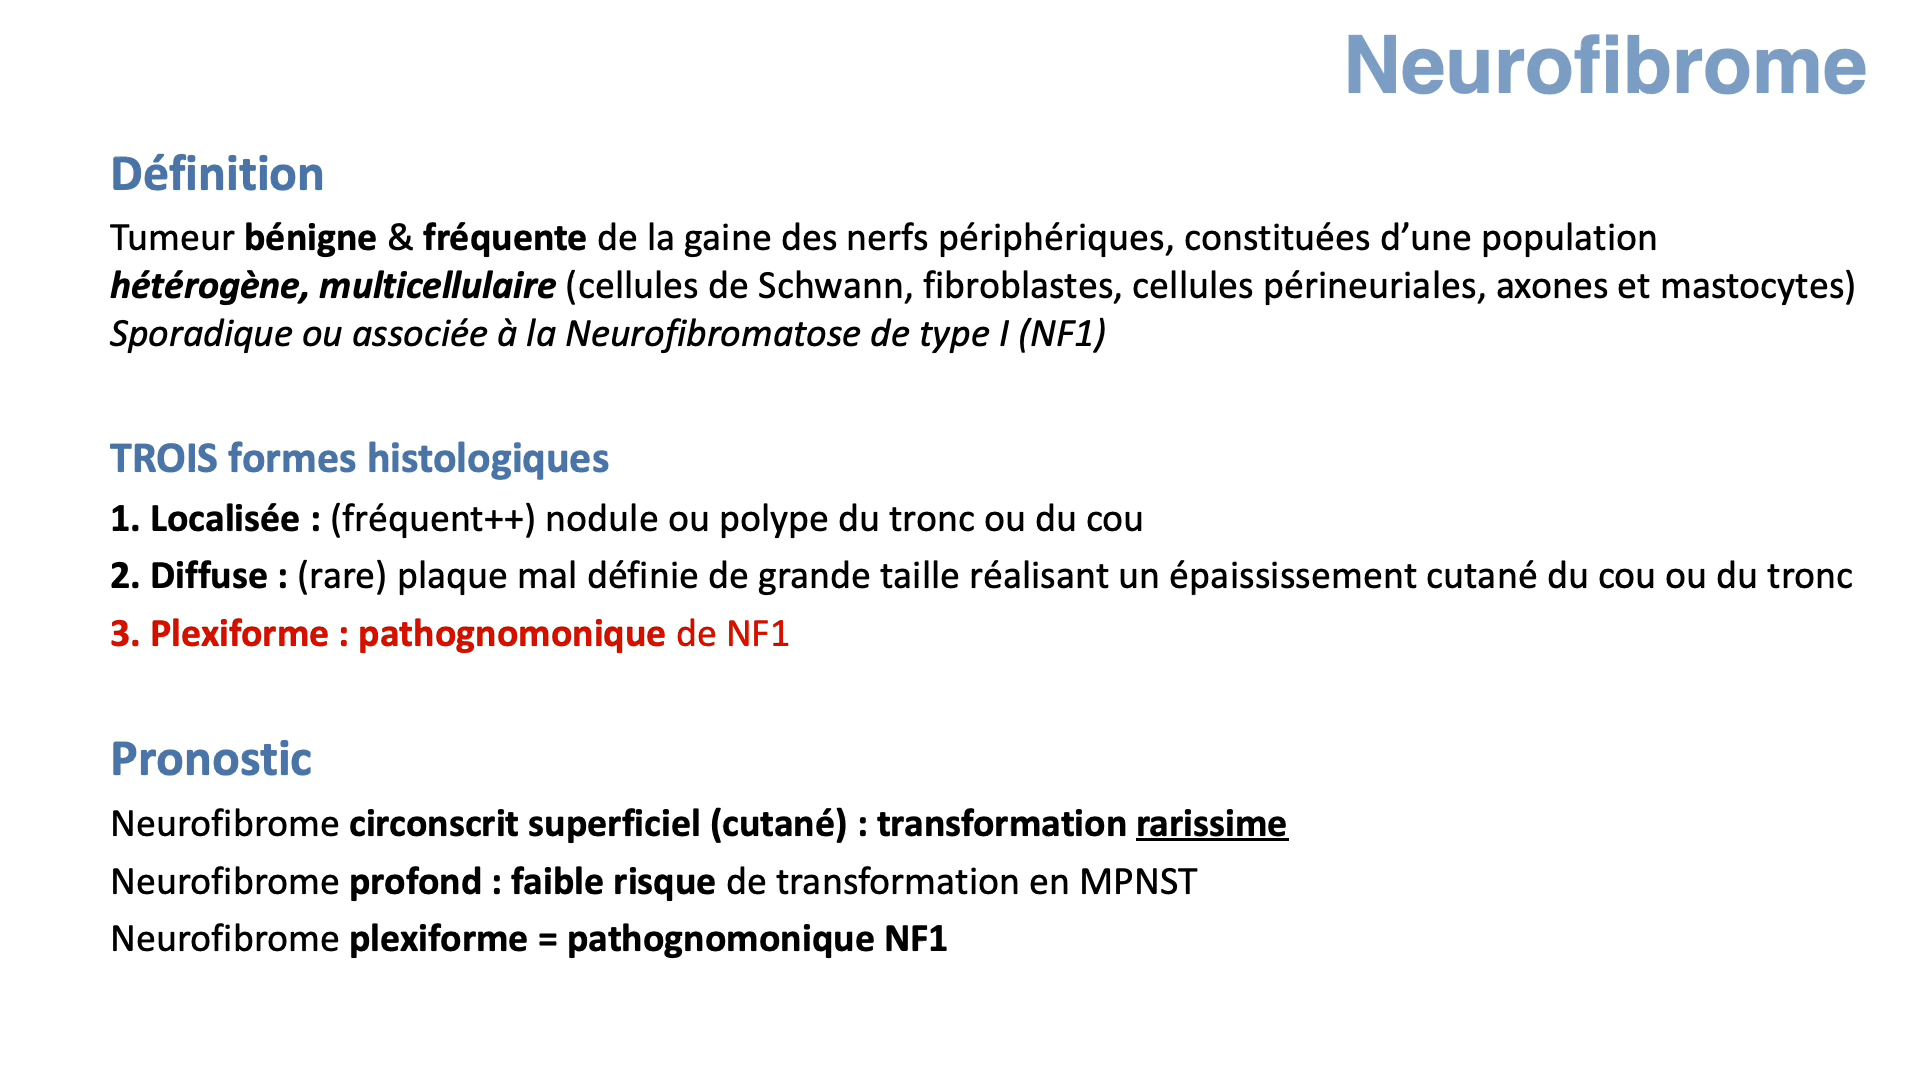 Neurofibrome
Définition
Tumeur bénigne & fréquente de la gaine des nerfs périphériques, constituées d’une population
hétérogène, multicellulaire (cellules de Schwann, fibroblastes, cellules périneuriales, axones et mastocytes)
Sporadique ou associée à la Neurofibromatose de type I (NF1)
TROIS formes histologiques
1. Localisée : (fréquent++) nodule ou polype du tronc ou du cou
2. Diffuse : (rare) plaque mal définie de grande taille réalisant un épaississement cutané du cou ou du tronc
3. Plexiforme : pathognomonique de NF1
Pronostic
Neurofibrome circonscrit superficiel (cutané) : transformation rarissime
Neurofibrome profond : faible risque de transformation en MPNST
Neurofibrome plexiforme = pathognomonique NF1